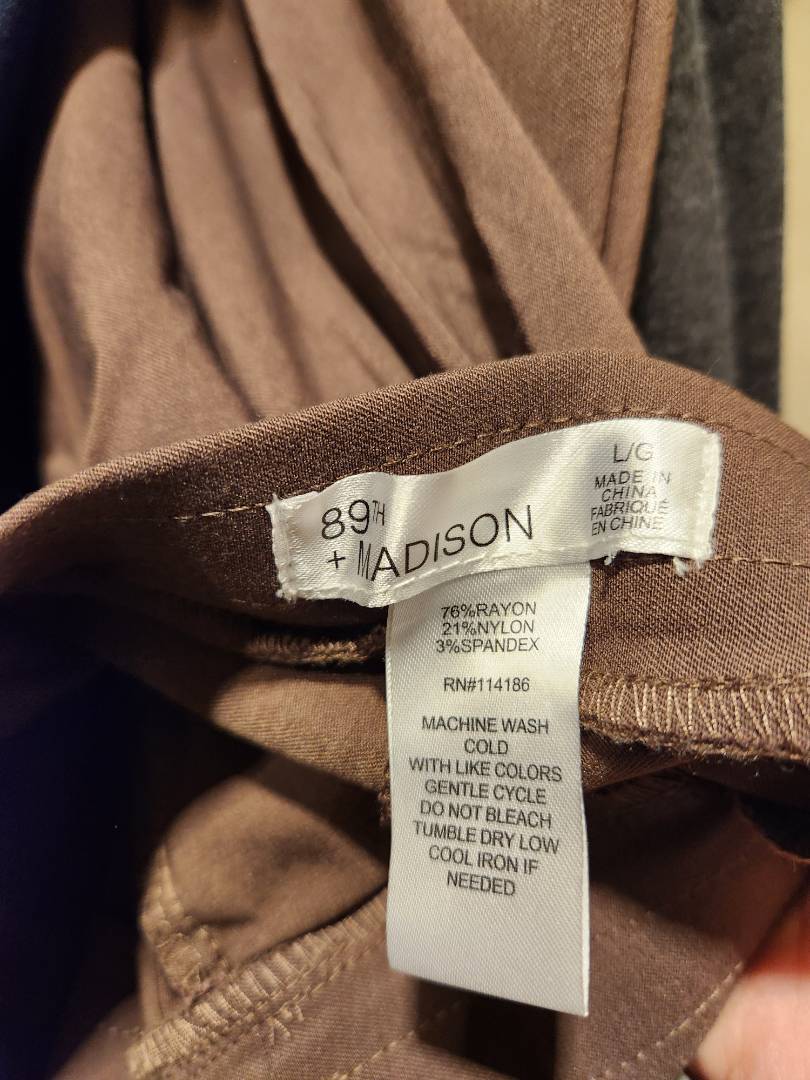 89TH
+ MADISON
L/G
MADE IN
CHINA
FABRIQUÉ
EN CHINE
76%RAYON
21%NYLON
3%SPANDEX
RN#114186
MACHINE WASH
COLD
WITH LIKE COLORS
GENTLE CYCLE
DO NOT BLEACH
TUMBLE DRY LOW
COOL IRON IF
NEEDED